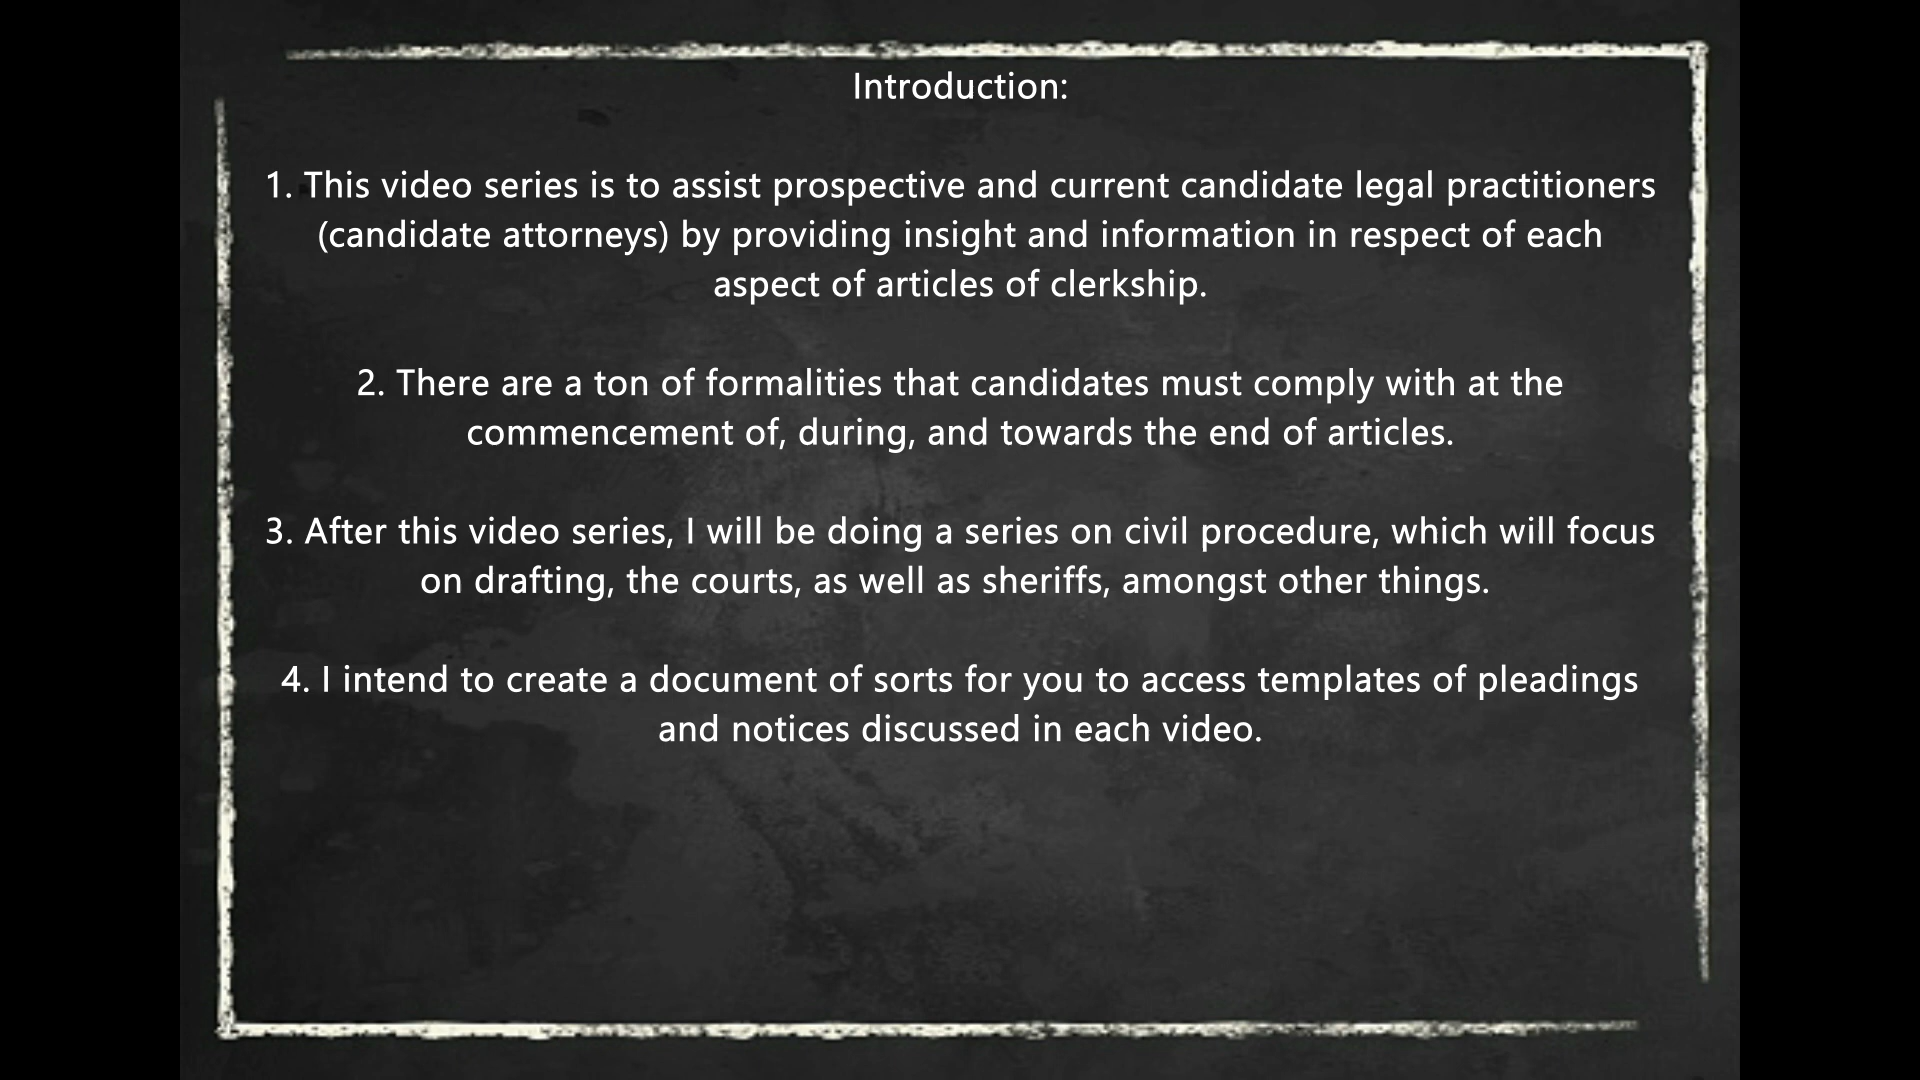 Introduction:
1. This video series is to assist prospective and current candidate legal practitioners
(candidate attorneys) by providing insight and information in respect of each
aspect of articles of clerkship.
2. There are a ton of formalities that candidates must comply with at the
commencement of, during, and towards the end of articles.
3. After this video series, I will be doing a series on civil procedure, which will focus
on drafting, the courts, as well as sheriffs, amongst other things.
4. I intend to create a document of sorts for you to access templates of pleadings
and notices discussed in each video.